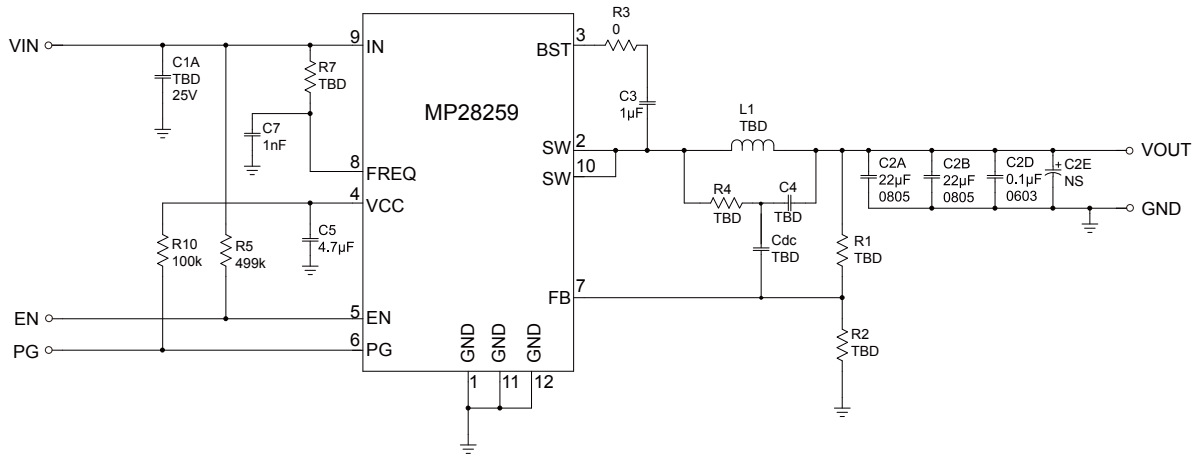 VIN
C1A
TBD
25V
R7
TBD
C7
1nF
R10
100k
R5
499k
C5
4.7µF
EN
PG
9
IN
8
FREQ
4
VCC
5
EN
6
PG
MP28259
GND
GND
GND
1
11
12
3
BST
SW
2
SW
10
FB
7
R3
0
C3
1µF
L1
TBD
R4
TBD
C4
TBD
Cdc
TBD
R1
TBD
R2
TBD
C2A
22µF
0805
C2B
22µF
0805
C2D
0.1µF
0603
+
C2E
NS
VOUT
GND